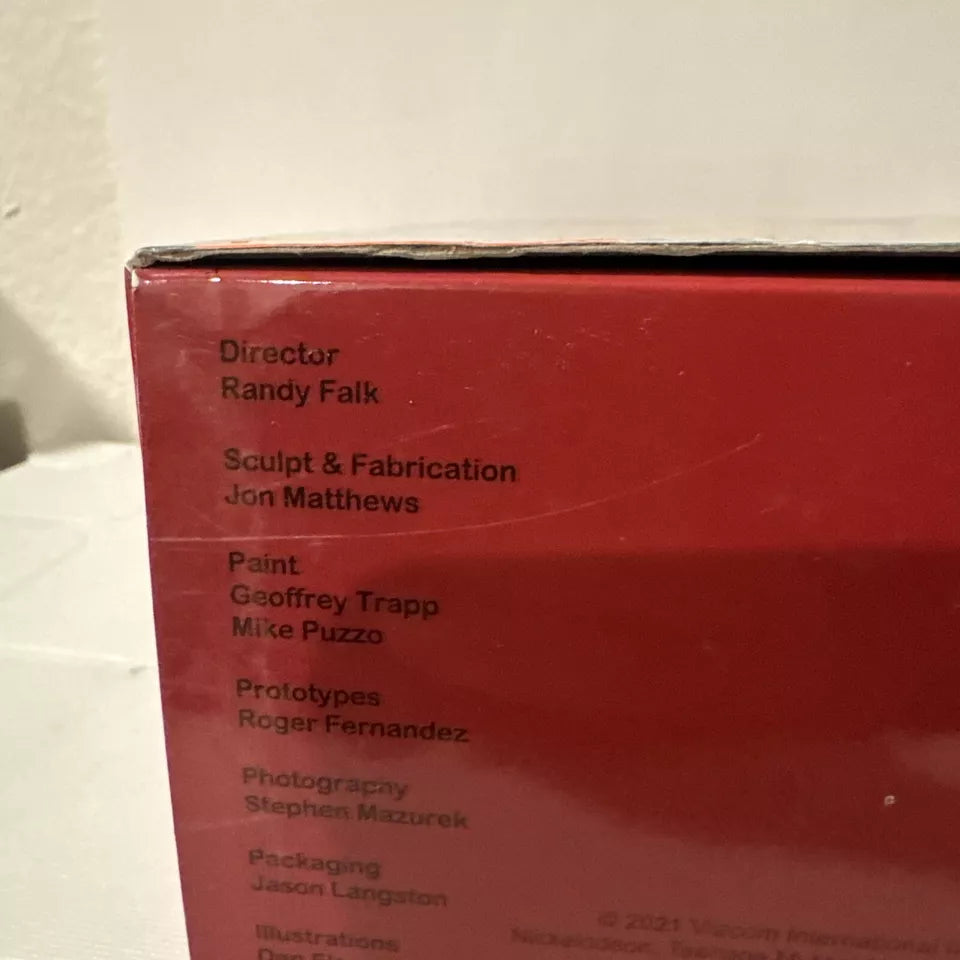 Director
Randy Falk
Sculpt & Fabrication
Jon Matthews
Paint
Geoffrey Trapp
Mike Puzzo
Prototypes
Roger Fernandez
Photography
Stephen Mazurek
Packaging
Jason Langston
Illustrations
© 2021 Viacom International
Nickelodeon, Teenage